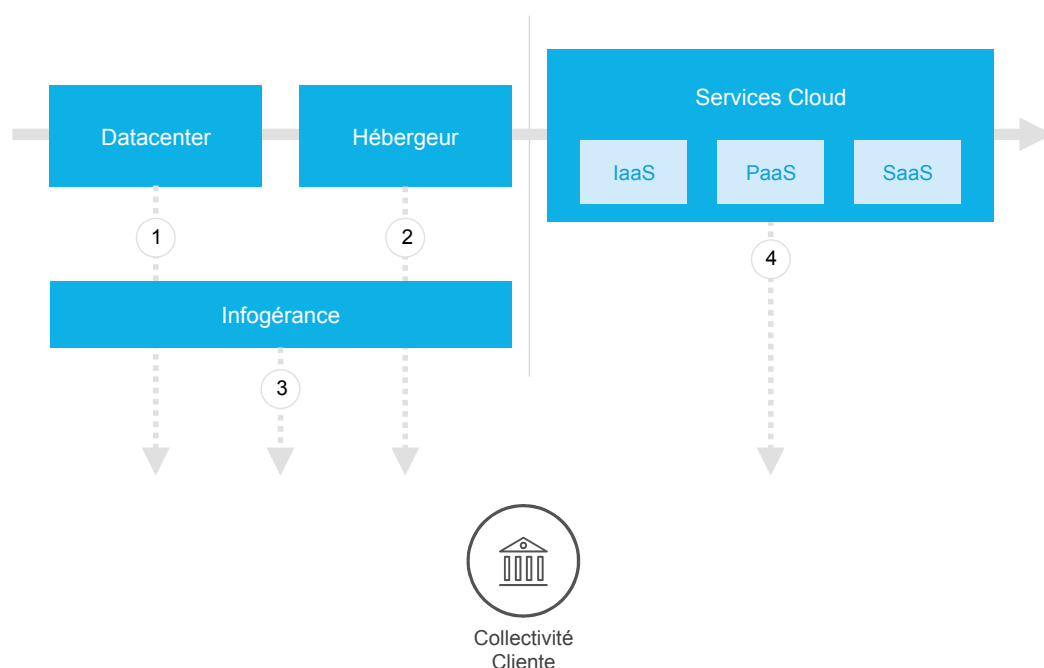 Services Cloud
Datacenter
Hébergeur
IaaS
PaaS
SaaS
1
2
4
Infogérance
3
Collectivité
Cliente